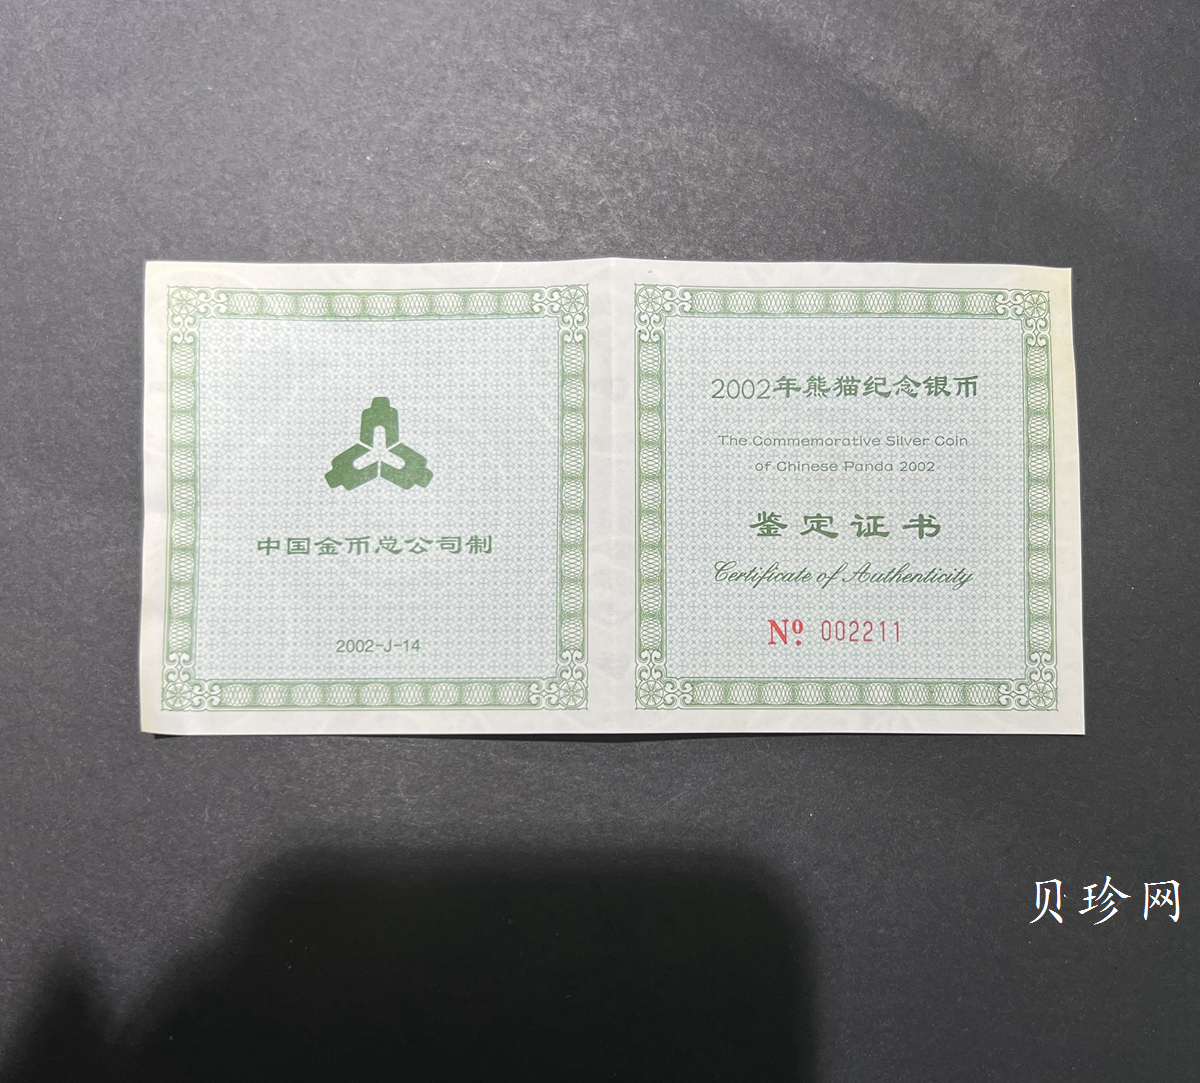 中国金币总公司制
2002-J-14
2002年熊猫纪念银币
The Commemorative Silver Coin
of Chinese Panda 2002
鉴定证书
Certificate of Authenticity
Nº 002211
贝珍网